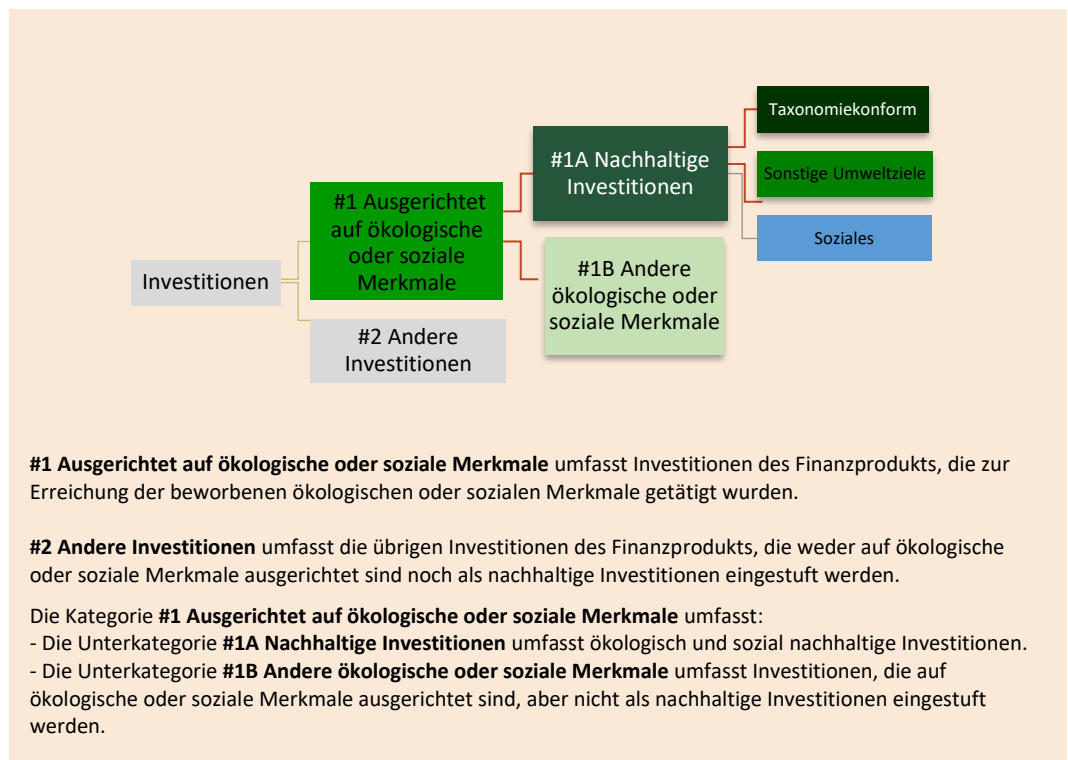 Taxonomiekonform
#1A Nachhaltige
Investitionen
Sonstige Umweltziele
#1 Ausgerichtet
auf ökologische
oder soziale
Merkmale
Soziales
Investitionen
#1B Andere
ökologische oder
soziale Merkmale
#2 Andere
Investitionen
#1 Ausgerichtet auf ökologische oder soziale Merkmale umfasst Investitionen des Finanzprodukts, die zur
Erreichung der beworbenen ökologischen oder sozialen Merkmale getätigt wurden.
#2 Andere Investitionen umfasst die übrigen Investitionen des Finanzprodukts, die weder auf ökologische
oder soziale Merkmale ausgerichtet sind noch als nachhaltige Investitionen eingestuft werden.
Die Kategorie #1 Ausgerichtet auf ökologische oder soziale Merkmale umfasst:
- Die Unterkategorie #1A Nachhaltige Investitionen umfasst ökologisch und sozial nachhaltige Investitionen.
- Die Unterkategorie #1B Andere ökologische oder soziale Merkmale umfasst Investitionen, die auf
ökologische oder soziale Merkmale ausgerichtet sind, aber nicht als nachhaltige Investitionen eingestuft
werden.